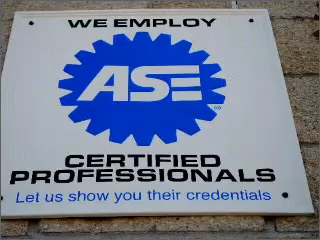 WE EMPLOY
ASE®
CERTIFIED
PROFESSIONALS
Let us show you their credentials